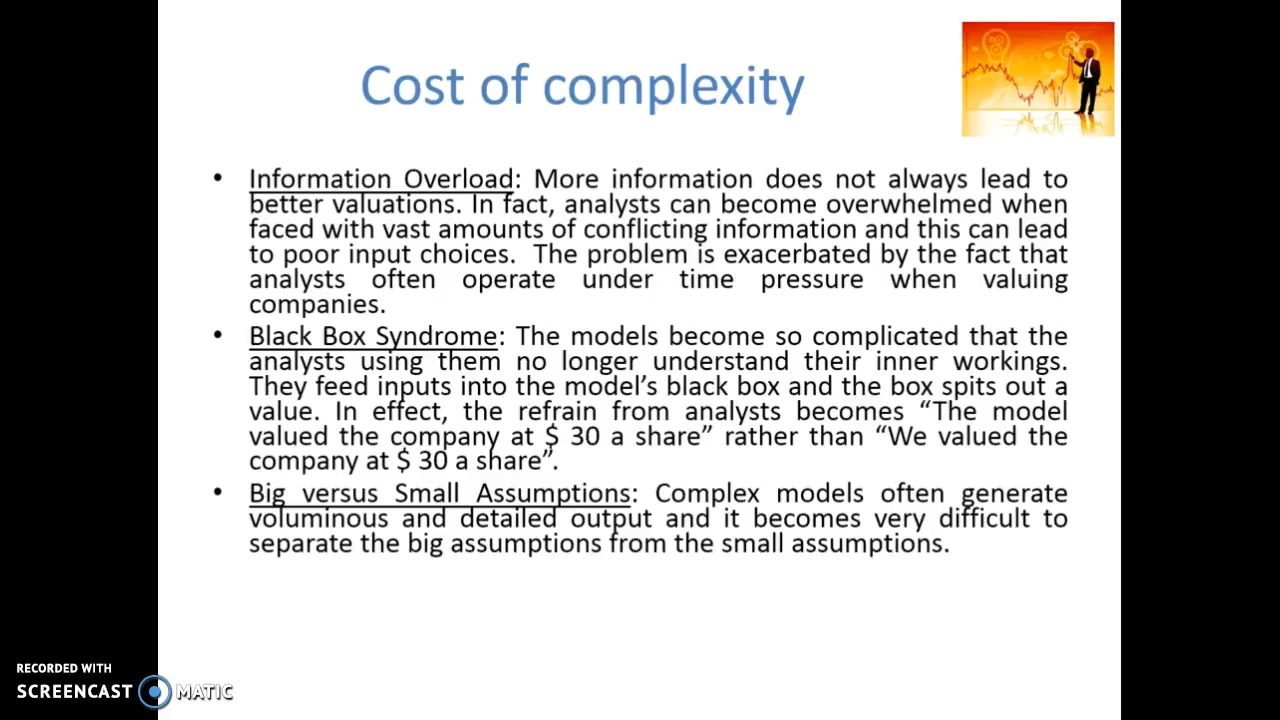 Cost of complexity
• Information Overload: More information does not always lead to
better valuations. In fact, analysts can become overwhelmed when
faced with vast amounts of conflicting information and this can lead
to poor input choices.  The problem is exacerbated by the fact that
analysts often operate under time pressure when valuing
companies.
• Black Box Syndrome: The models become so complicated that the
analysts using them no longer understand their inner workings.
They feed inputs into the model’s black box and the box spits out a
value. In effect, the refrain from analysts becomes “The model
valued the company at $ 30 a share” rather than “We valued the
company at $ 30 a share”.
• Big versus Small Assumptions: Complex models often generate
voluminous and detailed output and it becomes very difficult to
separate the big assumptions from the small assumptions.
RECORDED WITH
SCREENCAST MATIC